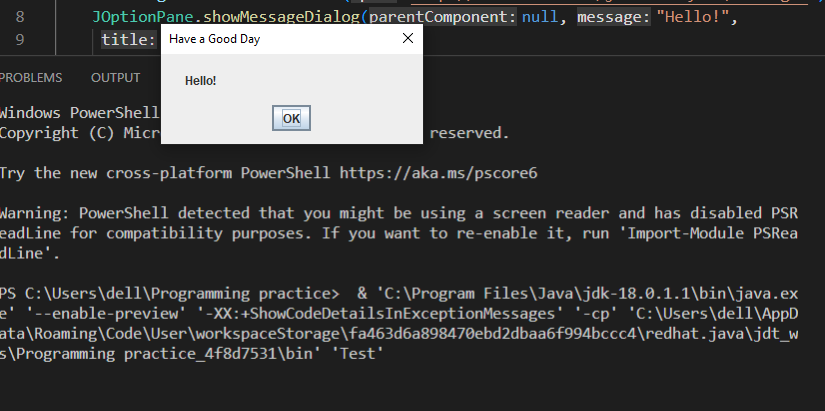 8 JOptionPane.showMessageDialog(parentComponent: null, message: "Hello!",
9 title:
Have a Good Day
Hello!
OK
PROBLEMS OUTPUT
Windows PowerShell
Copyright (C) Micr reserved.
Try the new cross-platform PowerShell https://aka.ms/pscore6
Warning: PowerShell detected that you might be using a screen reader and has disabled PSR
eadLine for compatibility purposes. If you want to re-enable it, run 'Import-Module PSRea
dLine'.
PS C:\Users\dell\Programming practice>  & 'C:\Program Files\Java\jdk-18.0.1.1\bin\java.ex
e' '--enable-preview' '-XX:+ShowCodeDetailsInExceptionMessages' '-cp' 'C:\Users\dell\AppD
ata\Roaming\Code\User\workspaceStorage\fa463d6a898470ebd2dbaa6f994bccc4\redhat.java\jdt_w
s\Programming practice_4f8d7531\bin' 'Test'